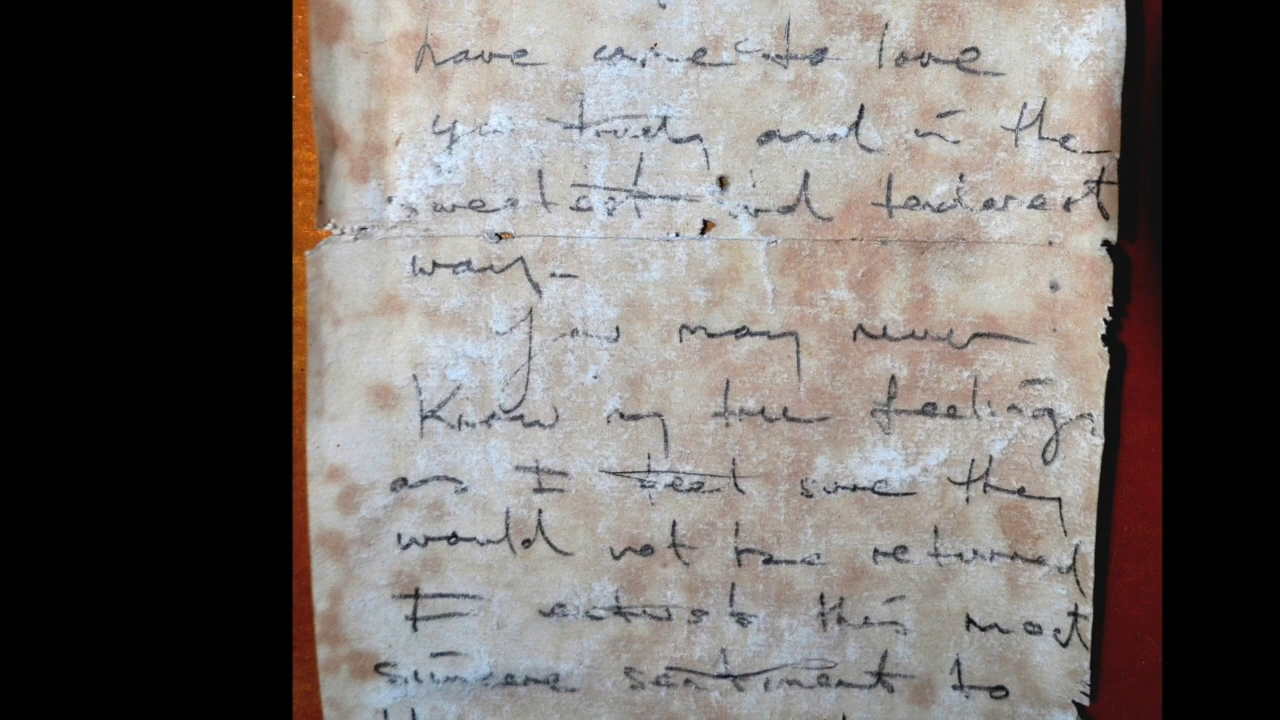 have come to love
you truly and in the
sweetest and tenderest
way.
You may never
Know my true feelings
as I feel sure they
would not be returned
I entrust this most
sincere sentiment to